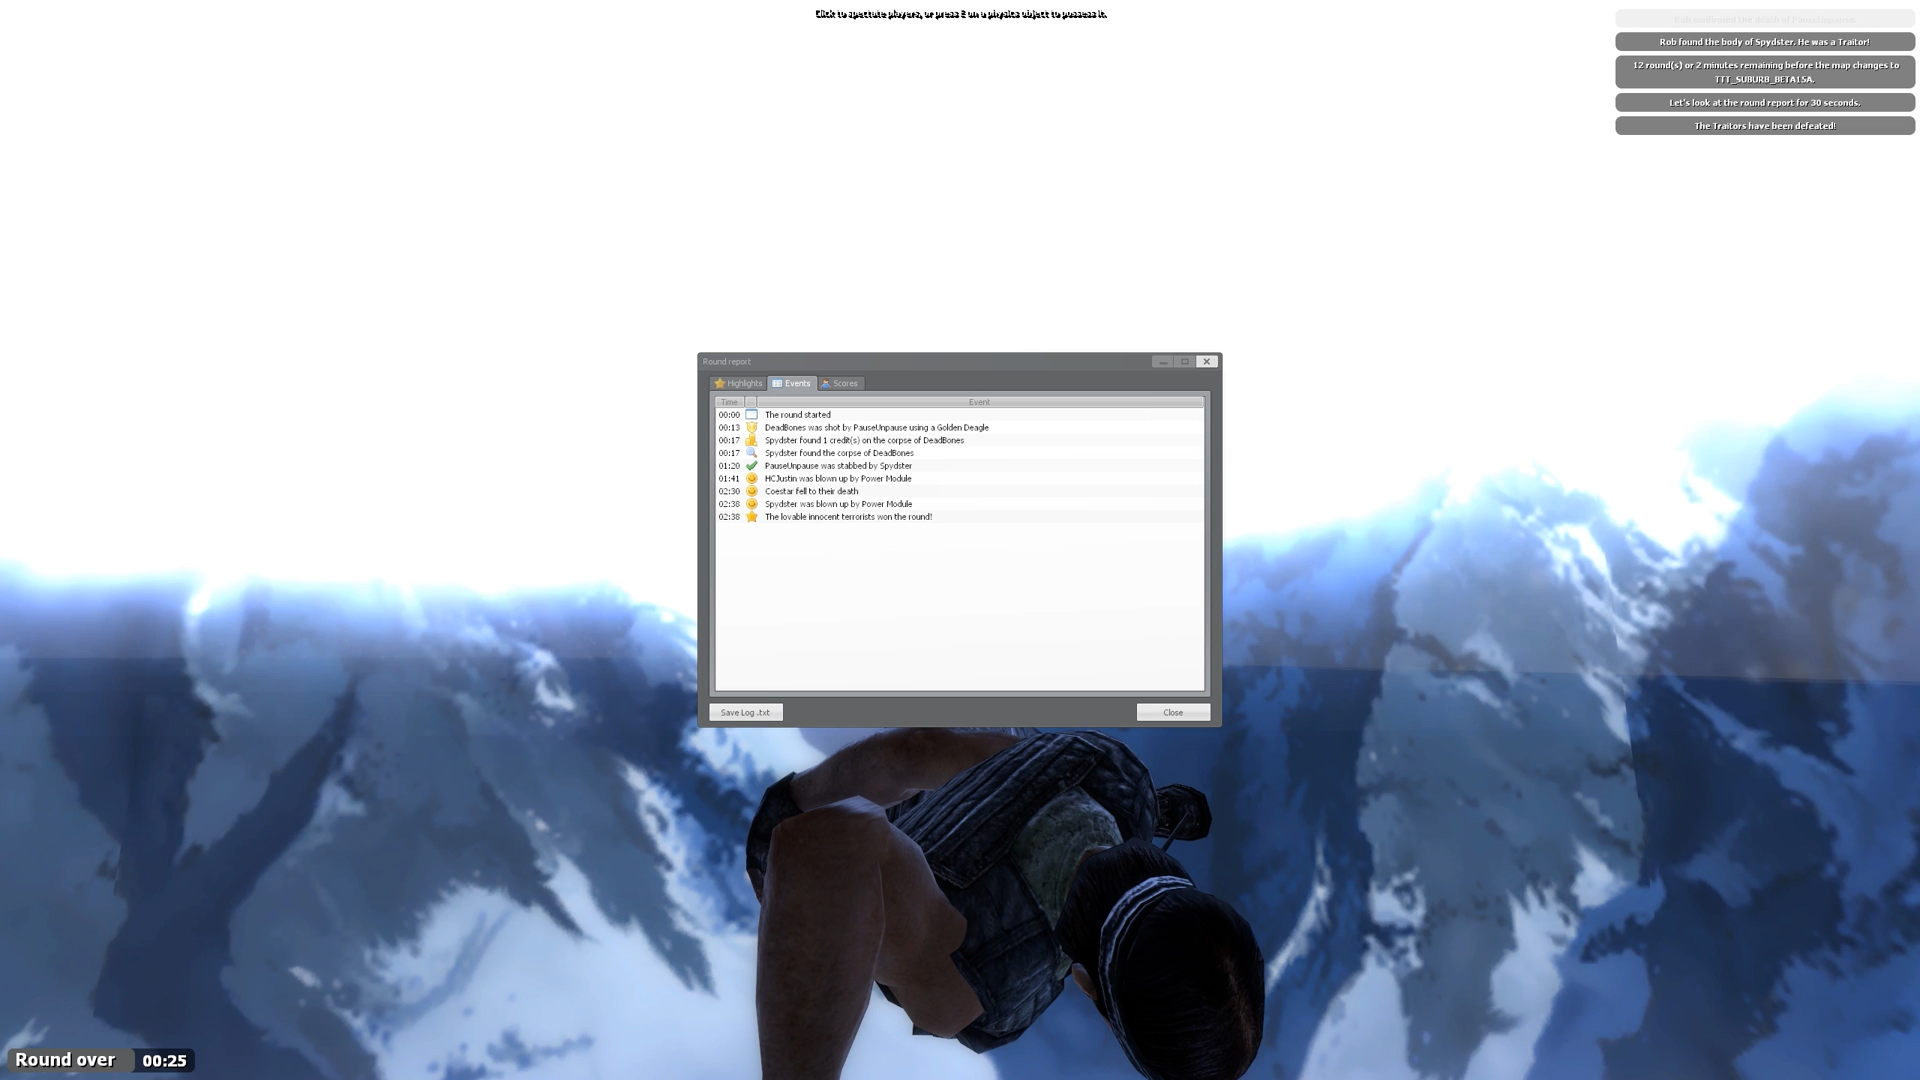 Click to spectate players, or press E on a physics object to possess it.
Rob confirmed the death of PauseUnpause.
Rob found the body of Spydster. He was a Traitor!
12 round(s) or 2 minutes remaining before the map changes to
TTT_SUBURB_BETA15A.
Let's look at the round report for 30 seconds.
The Traitors have been defeated!
Round report
Highlights Events Scores
Time Event
00:00 The round started
00:13 DeadBones was shot by PauseUnpause using a Golden Deagle
00:17 Spydster found 1 credit(s) on the corpse of DeadBones
00:17 Spydster found the corpse of DeadBones
01:20 PauseUnpause was stabbed by Spydster
01:41 HCJustin was blown up by Power Module
02:30 Coestar fell to their death
02:38 Spydster was blown up by Power Module
02:38 The lovable innocent terrorists won the round!
Save Log .txt Close
Round over 00:25